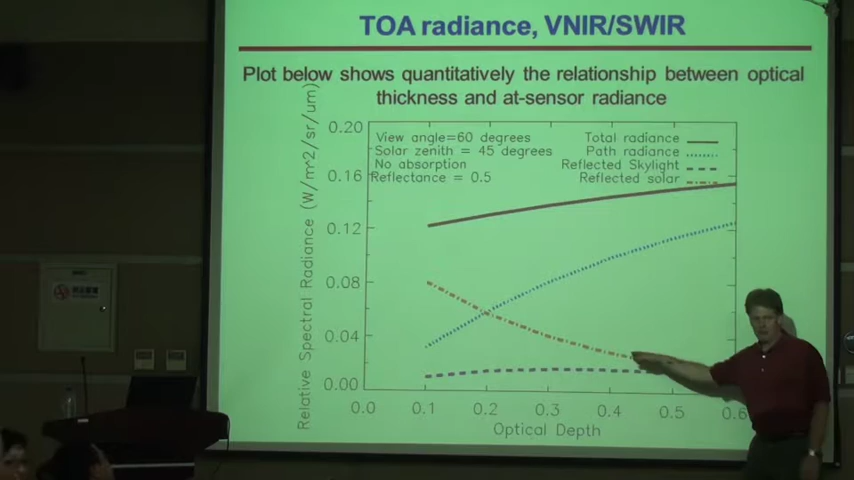 TOA radiance, VNIR/SWIR
Plot below shows quantitatively the relationship between optical
thickness and at-sensor radiance
Relative Spectral Radiance (W/m^2/sr/um)
0.20
0.16
0.12
0.08
0.04
0.00
View angle=60 degrees
Solar zenith = 45 degrees
No absorption
Reflectance = 0.5
Total radiance
Path radiance
Reflected Skylight
Reflected solar
0.0 0.1 0.2 0.3 0.4 0.5 0.6
Optical Depth